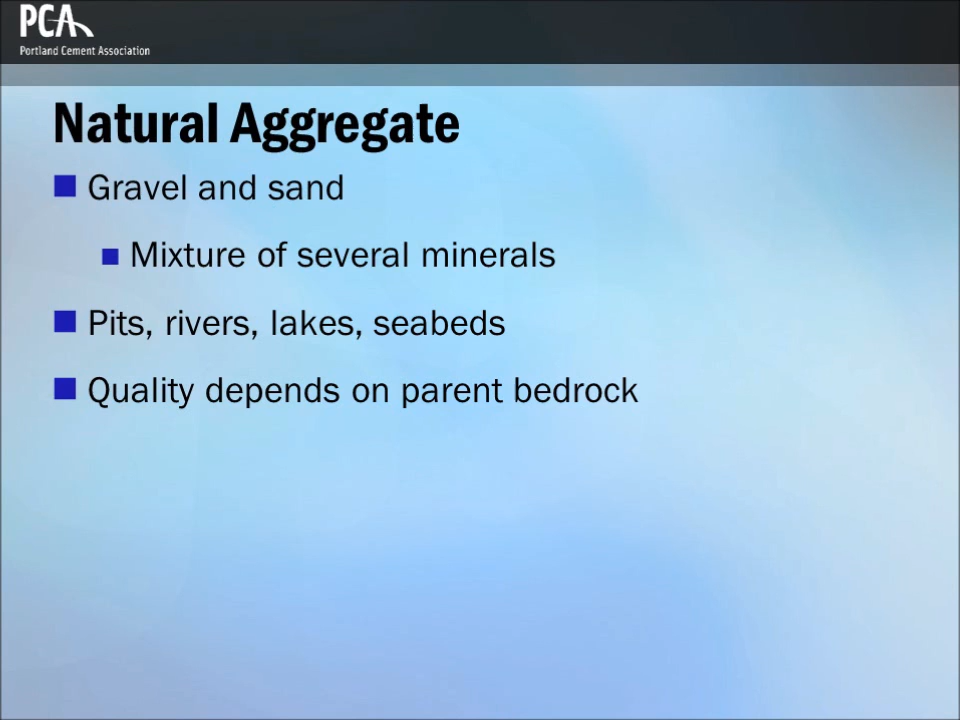 PCA
Portland Cement Association
Natural Aggregate
Gravel and sand
Mixture of several minerals
Pits, rivers, lakes, seabeds
Quality depends on parent bedrock